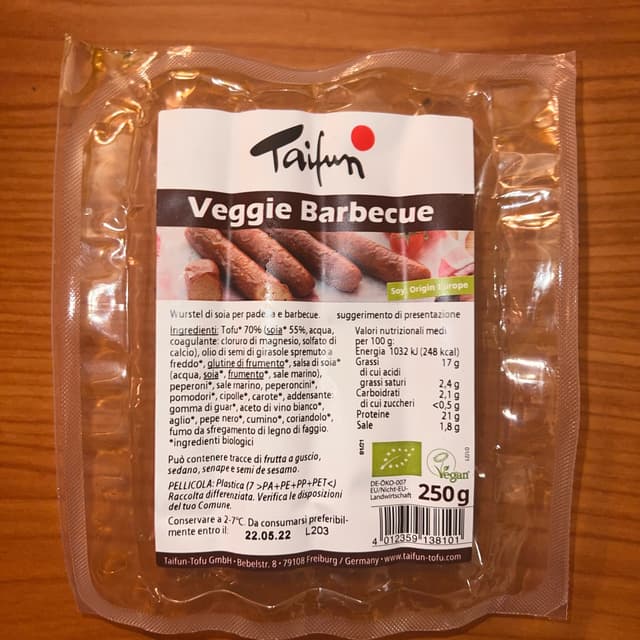 Taifun
Veggie Barbecue
Soy: Origin Europe
Wurstel di soia per padella e barbecue.
suggerimento di presentazione
Ingredienti: Tofu* 70% (soia* 55%, acqua,
coagulante: cloruro di magnesio, solfato di
calcio), olio di semi di girasole spremuto a
freddo*, glutine di frumento*, salsa di soia*
(acqua, soia*, frumento*, sale marino),
peperoni*, sale marino, peperoncini*,
pomodori*, cipolle*, carote*, addensante:
gomma di guar*, aceto di vino bianco*,
aglio*, pepe nero*, cumino*, coriandolo*,
fumo da sfregamento di legno di faggio.
*ingredienti biologici
Può contenere tracce di frutta a guscio,
sedano, senape e semi di sesamo.
PELLICOLA: Plastica (7 >PA+PE+PP+PET<)
Raccolta differenziata. Verifica le disposizioni
del tuo Comune.
Conservare a 2-7°C. Da consumarsi preferibil-
mente entro il: 22.05.22 L203
Valori nutrizionali medi
per 100 g:
Energia 1032 kJ (248 kcal)
Grassi 17 g
di cui acidi
grassi saturi 2,4 g
Carboidrati 2,1 g
di cui zuccheri <0,5 g
Proteine 21 g
Sale 1,8 g
Vegan
DE-ÖKO-007
EU/Nicht-EU-
Landwirtschaft
250 g
4 012359 138101
Taifun-Tofu GmbH · Bebelstr. 8 · 79108 Freiburg / Germany · www.taifun-tofu.com